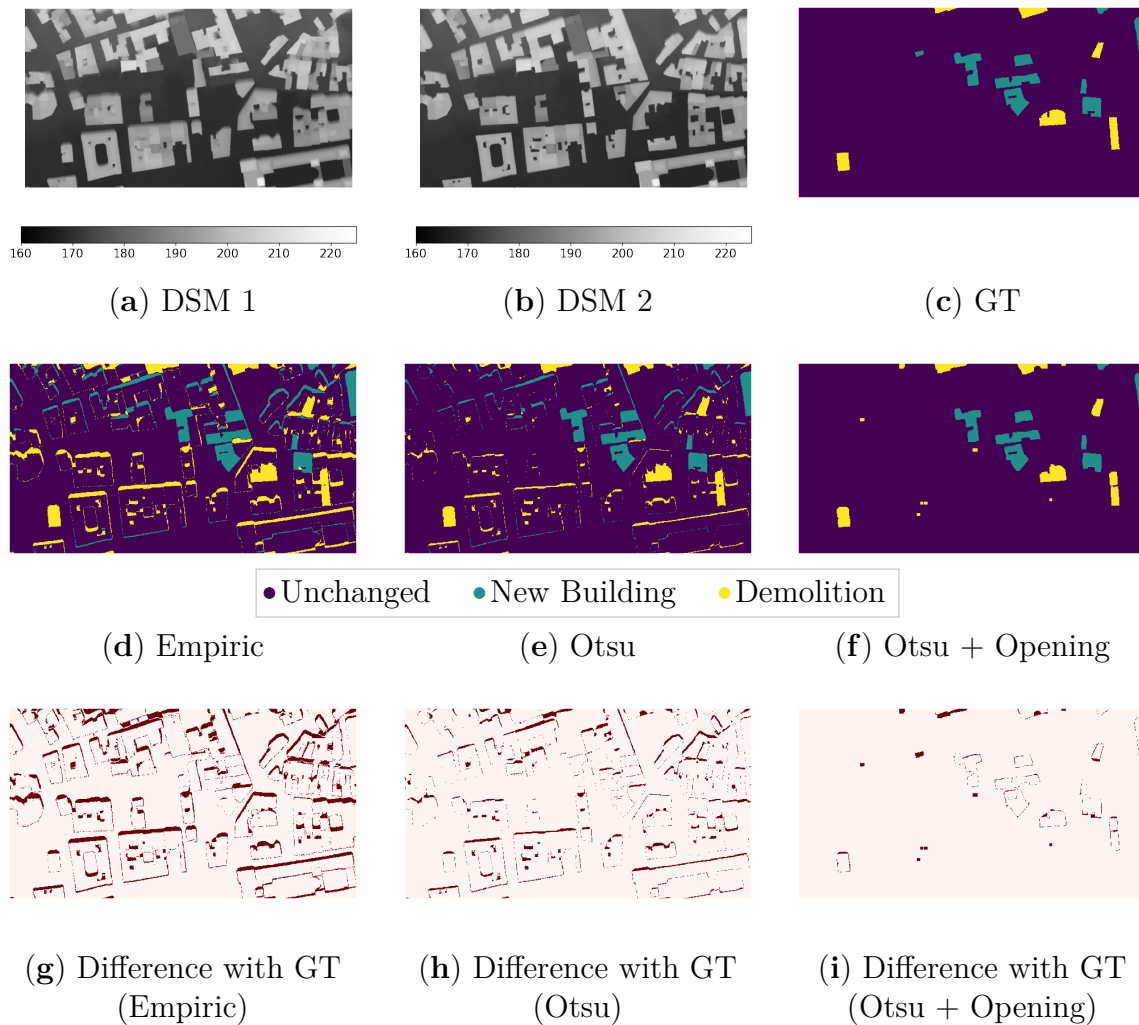 160 170 180 190 200 210 220
160 170 180 190 200 210 220
(a) DSM 1
(b) DSM 2
(c) GT
Unchanged
New Building
Demolition
(d) Empiric
(e) Otsu
(f) Otsu + Opening
(g) Difference with GT
(Empiric)
(h) Difference with GT
(Otsu)
(i) Difference with GT
(Otsu + Opening)